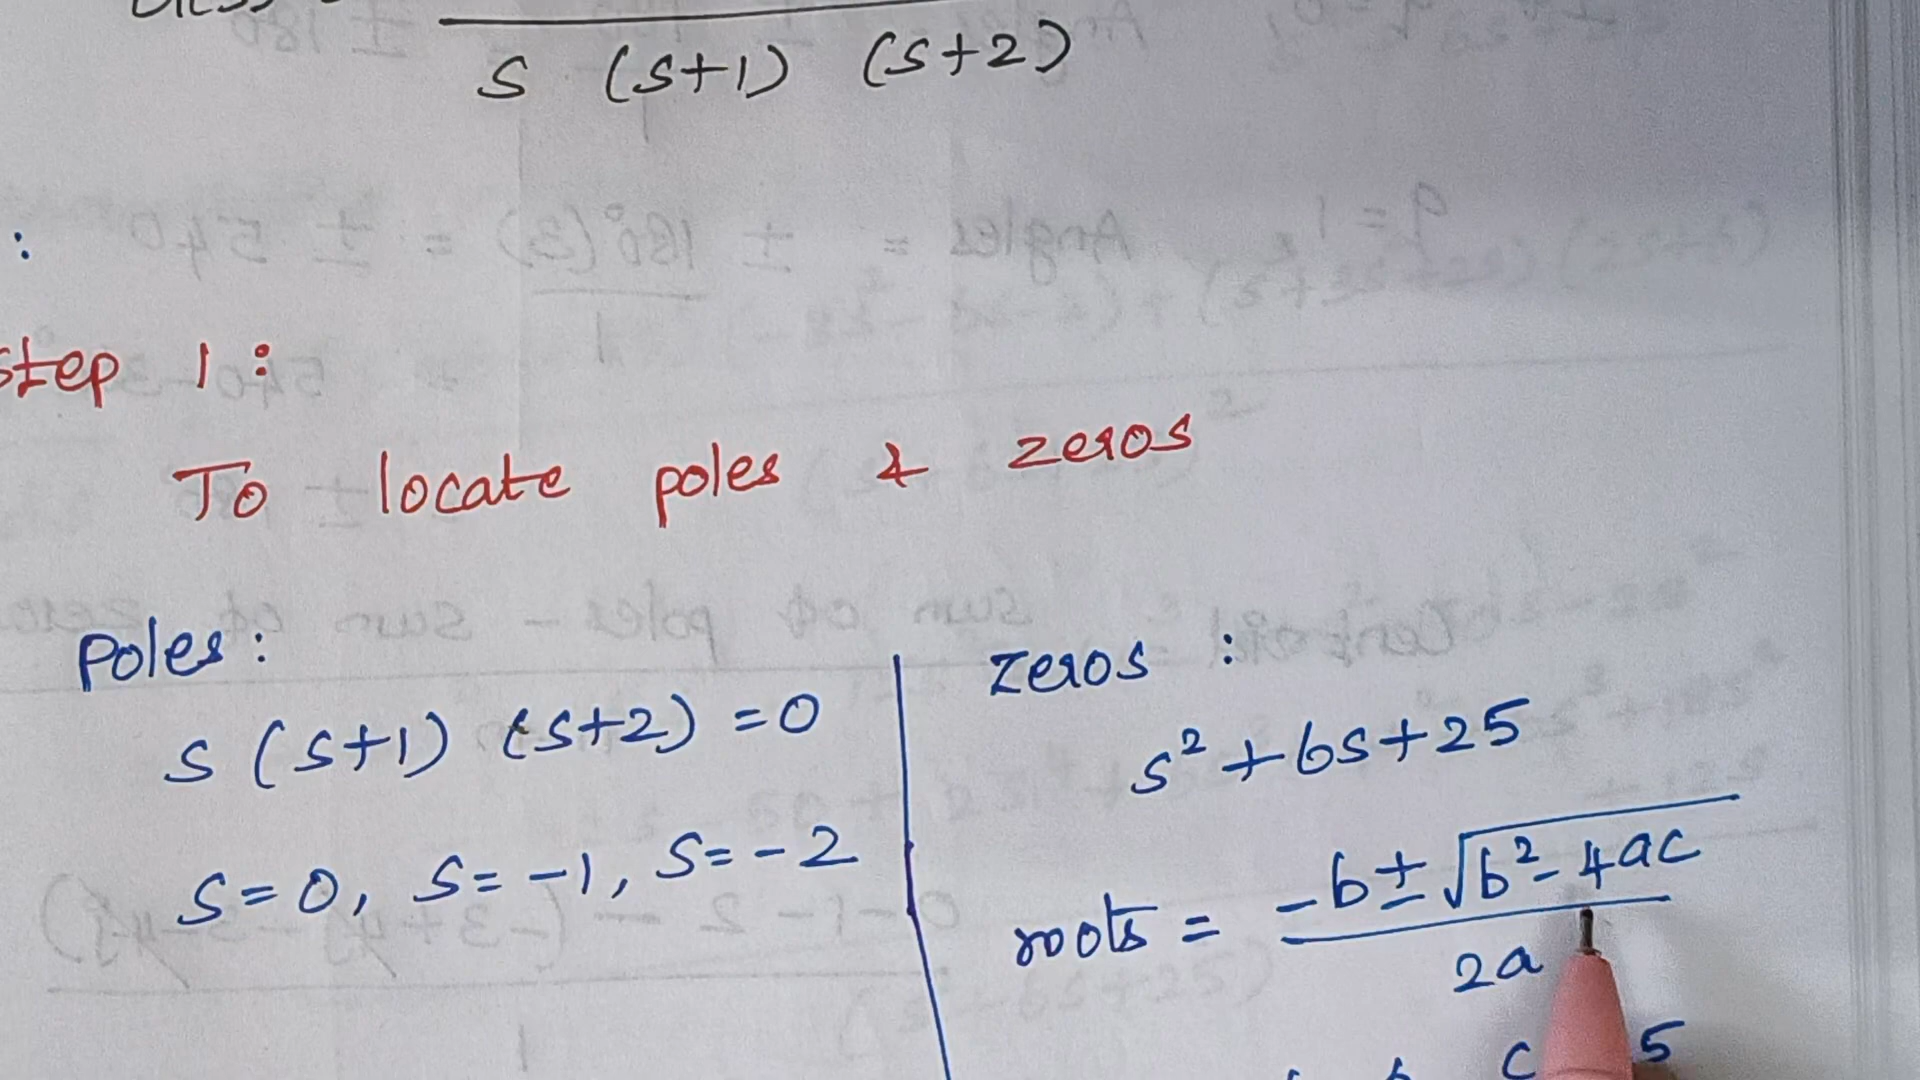 s (s+1) (s+2)
:
Step 1 :
To locate poles & zeros
Poles :
s (s+1) (s+2) = 0
s = 0, s = -1, s = -2
zeros :
s² + 6s + 25
roots = -b ± √b² - 4ac
2a
c 5